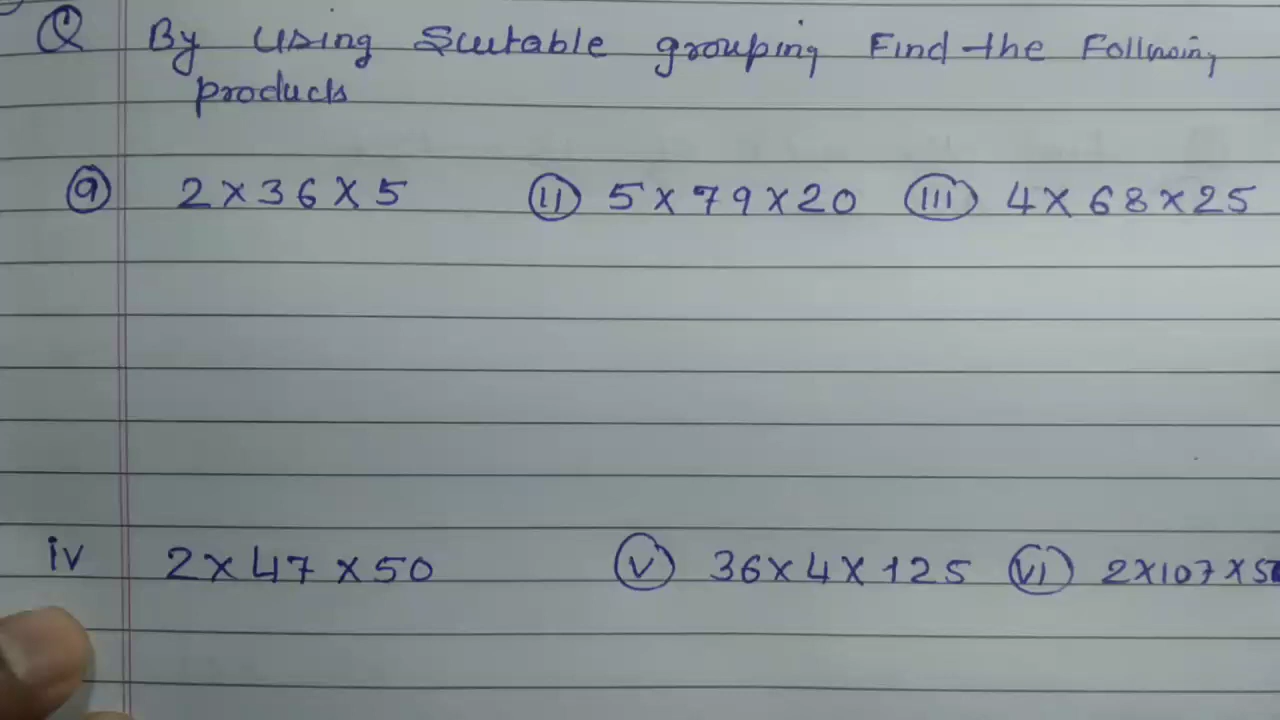 Q By Using Suitable grouping Find the Following
products
a 2×36×5 ii 5×79×20 iii 4×68×25
iv 2×47×50 v 36×4×125 vi 2×107×